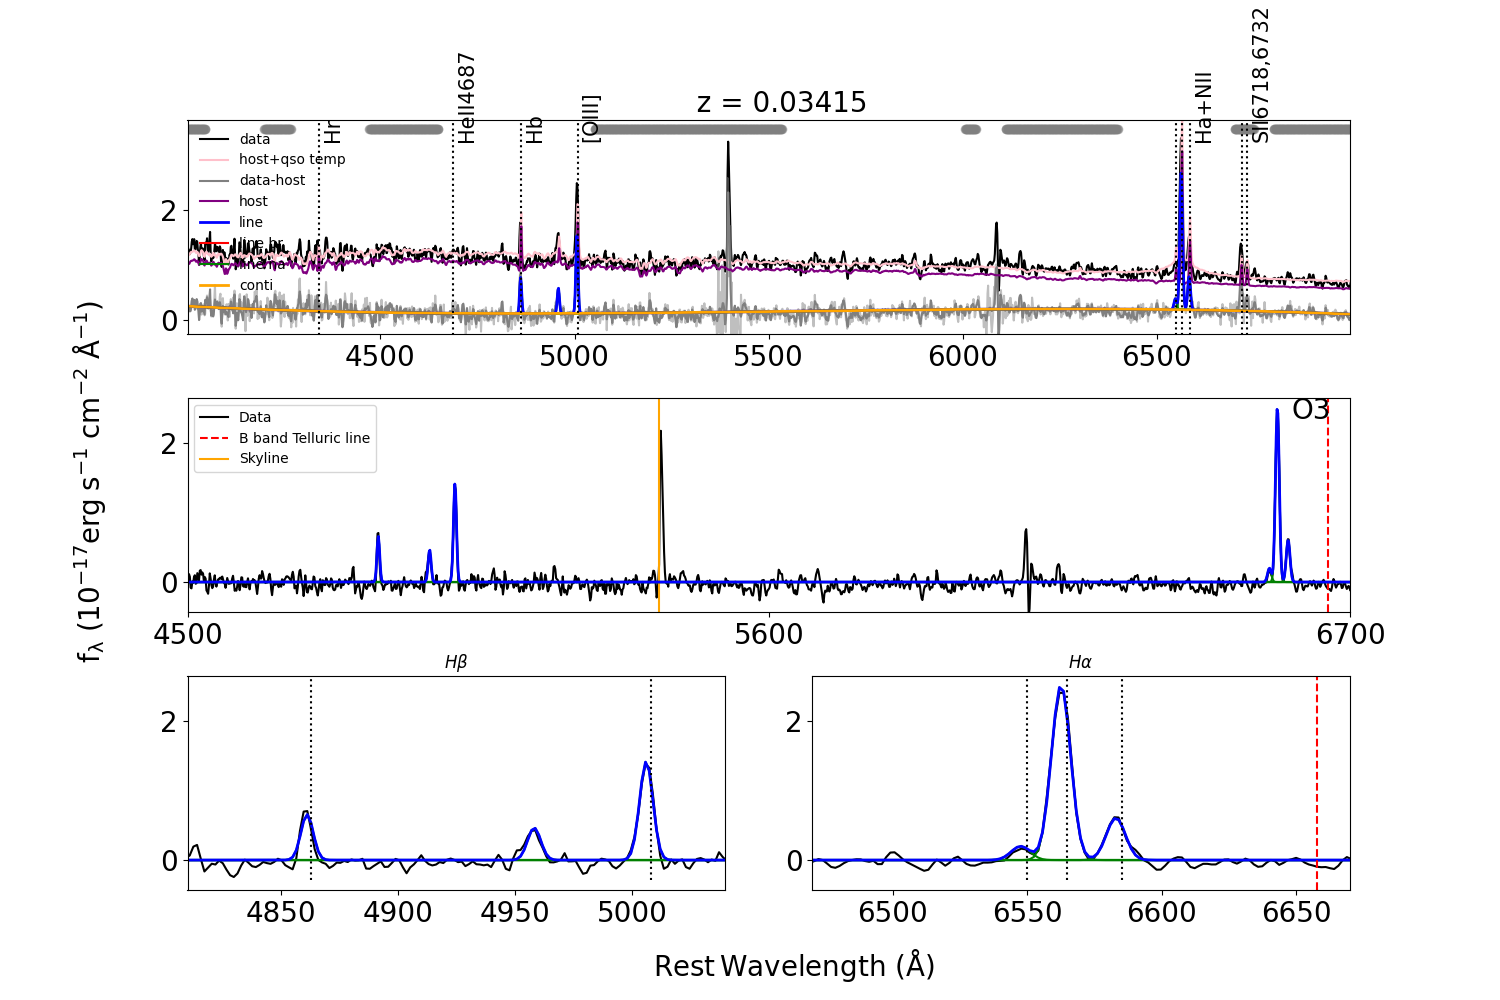 z = 0.03415
Hr
HeII4687
Hb
[OIII]
Ha+NII
SII6718,6732
data
host+qso temp
data-host
host
line
line br
conti
2
0
4500
5000
5500
6000
6500
Data
B band Telluric line
Skyline
O3
2
0
4500
5600
6700
fλ (10⁻¹⁷erg s⁻¹ cm⁻² Å⁻¹)
Hβ
2
0
4850
4900
4950
5000
Hα
2
0
6500
6550
6600
6650
Rest Wavelength (Å)